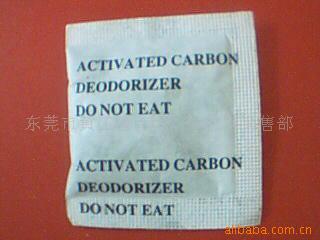 ACTIVATED CARBON
DEODORIZER
DO NOT EAT
东莞市
售部
ACTIVATED CARBON
DEODORIZER
DO NOT EAT
alibaba.com.cn